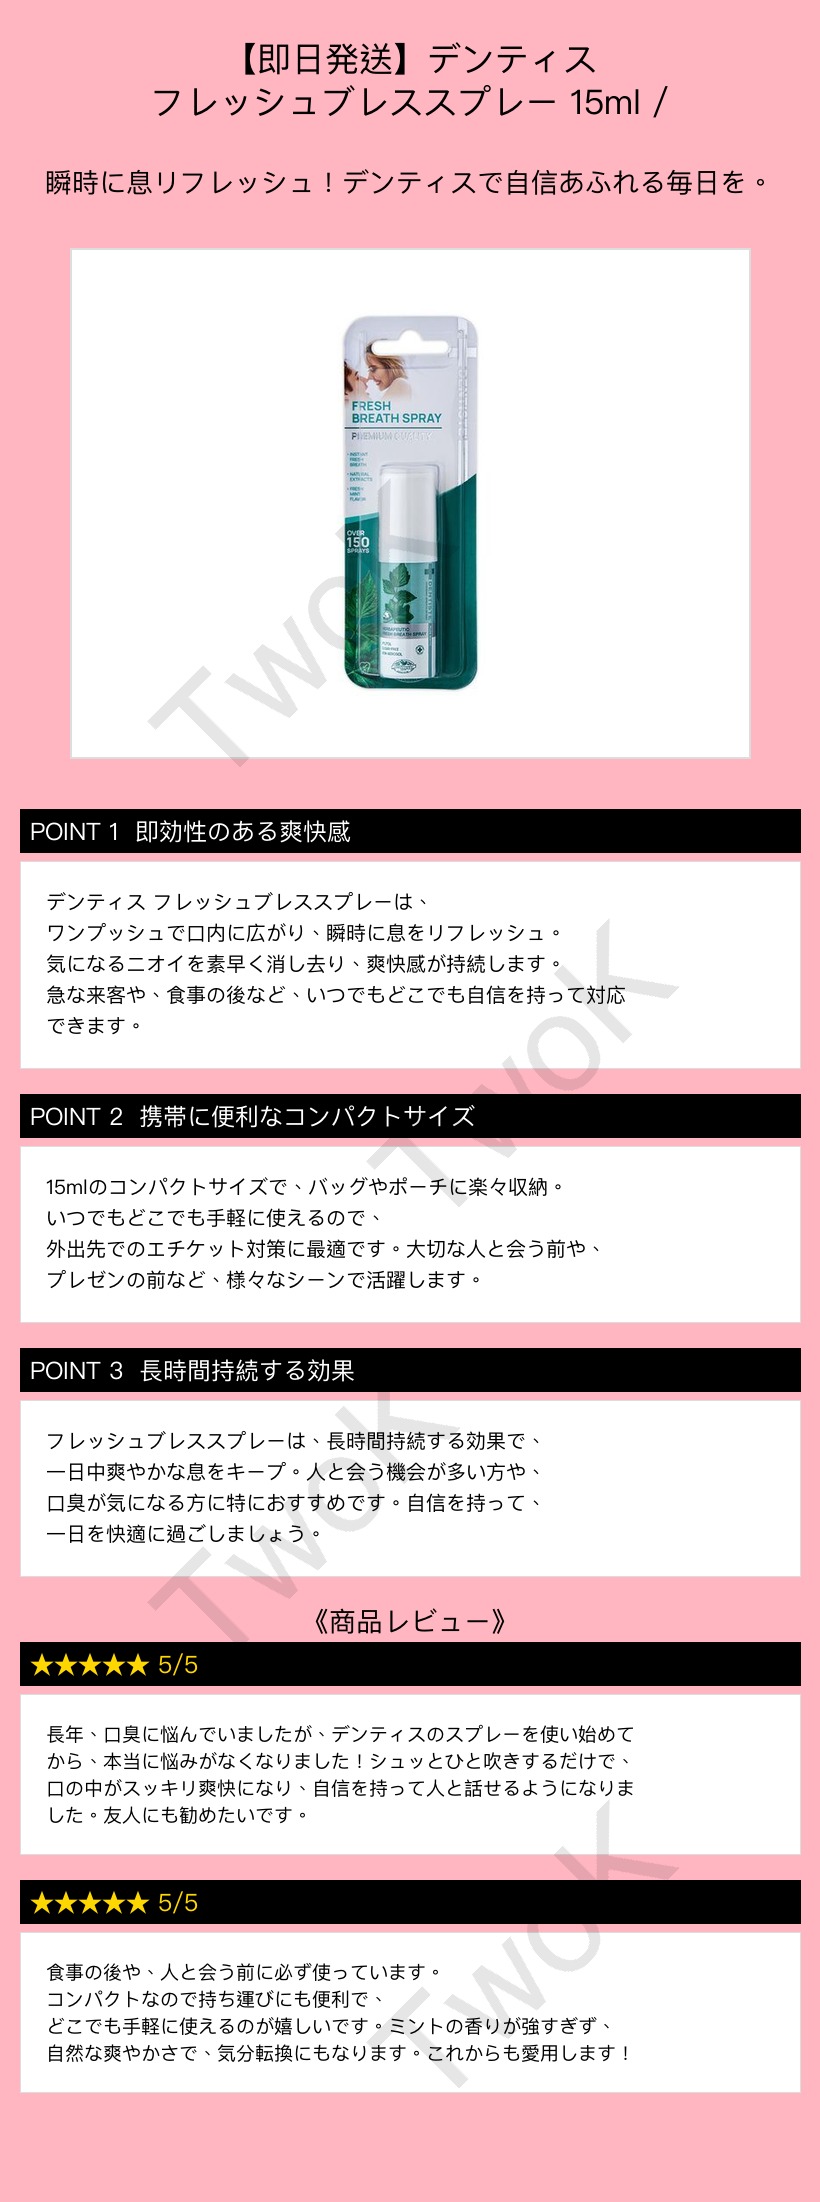 【即日発送】デンティス
フレッシュブレススプレー 15ml /
瞬時に息リフレッシュ！デンティスで自信あふれる毎日を。
FRESH
BREATH SPRAY
PREMIUM QUALITY
• INSTANT
FRESH
BREATH
• NATURAL
EXTRACTS
• FRESH
MINT
FLAVOR
OVER
150
SPRAYS
TwoK
POINT 1 即効性のある爽快感
デンティス フレッシュブレススプレーは、
ワンプッシュで口内に広がり、瞬時に息をリフレッシュ。
気になるニオイを素早く消し去り、爽快感が持続します。
急な来客や、食事の後など、いつでもどこでも自信を持って対応
できます。
TwoK
POINT 2 携帯に便利なコンパクトサイズ
15mlのコンパクトサイズで、バッグやポーチに楽々収納。
いつでもどこでも手軽に使えるので、
外出先でのエチケット対策に最適です。大切な人と会う前や、
プレゼンの前など、様々なシーンで活躍します。
POINT 3 長時間持続する効果
フレッシュブレススプレーは、長時間持続する効果で、
一日中爽やかな息をキープ。人と会う機会が多い方や、
口臭が気になる方に特におすすめです。自信を持って、
一日を快適に過ごしましょう。
TwoK
《商品レビュー》
★★★★★ 5/5
長年、口臭に悩んでいましたが、デンティスのスプレーを使い始めて
から、本当に悩みがなくなりました！シュッとひと吹きするだけで、
口の中がスッキリ爽快になり、自信を持って人と話せるようになりま
した。友人にも勧めたいです。
★★★★★ 5/5
食事の後や、人と会う前に必ず使っています。
コンパクトなので持ち運びにも便利で、
どこでも手軽に使えるのが嬉しいです。ミントの香りが強すぎず、
自然な爽やかさで、気分転換にもなります。これからも愛用します！
TwoK